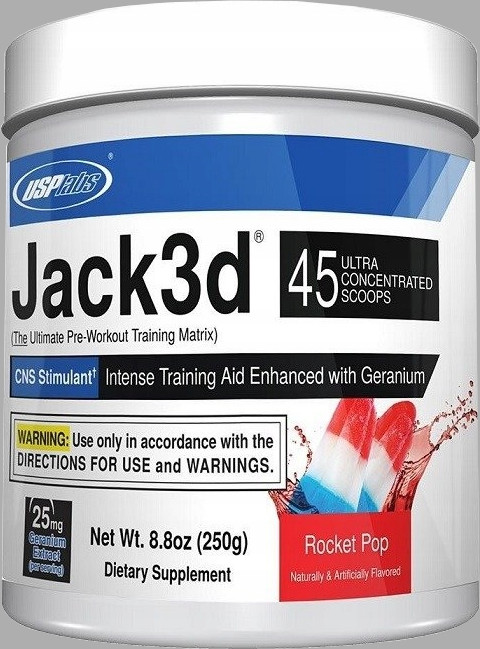 USPlabs®
Jack3d®
45 ULTRA
CONCENTRATED
SCOOPS
(The Ultimate Pre-Workout Training Matrix)
CNS Stimulant† Intense Training Aid Enhanced with Geranium
WARNING: Use only in accordance with the
DIRECTIONS FOR USE and WARNINGS.
25mg
Geranium
Extract
(per serving)
Net Wt. 8.8oz (250g)
Dietary Supplement
Rocket Pop
Naturally & Artificially Flavored